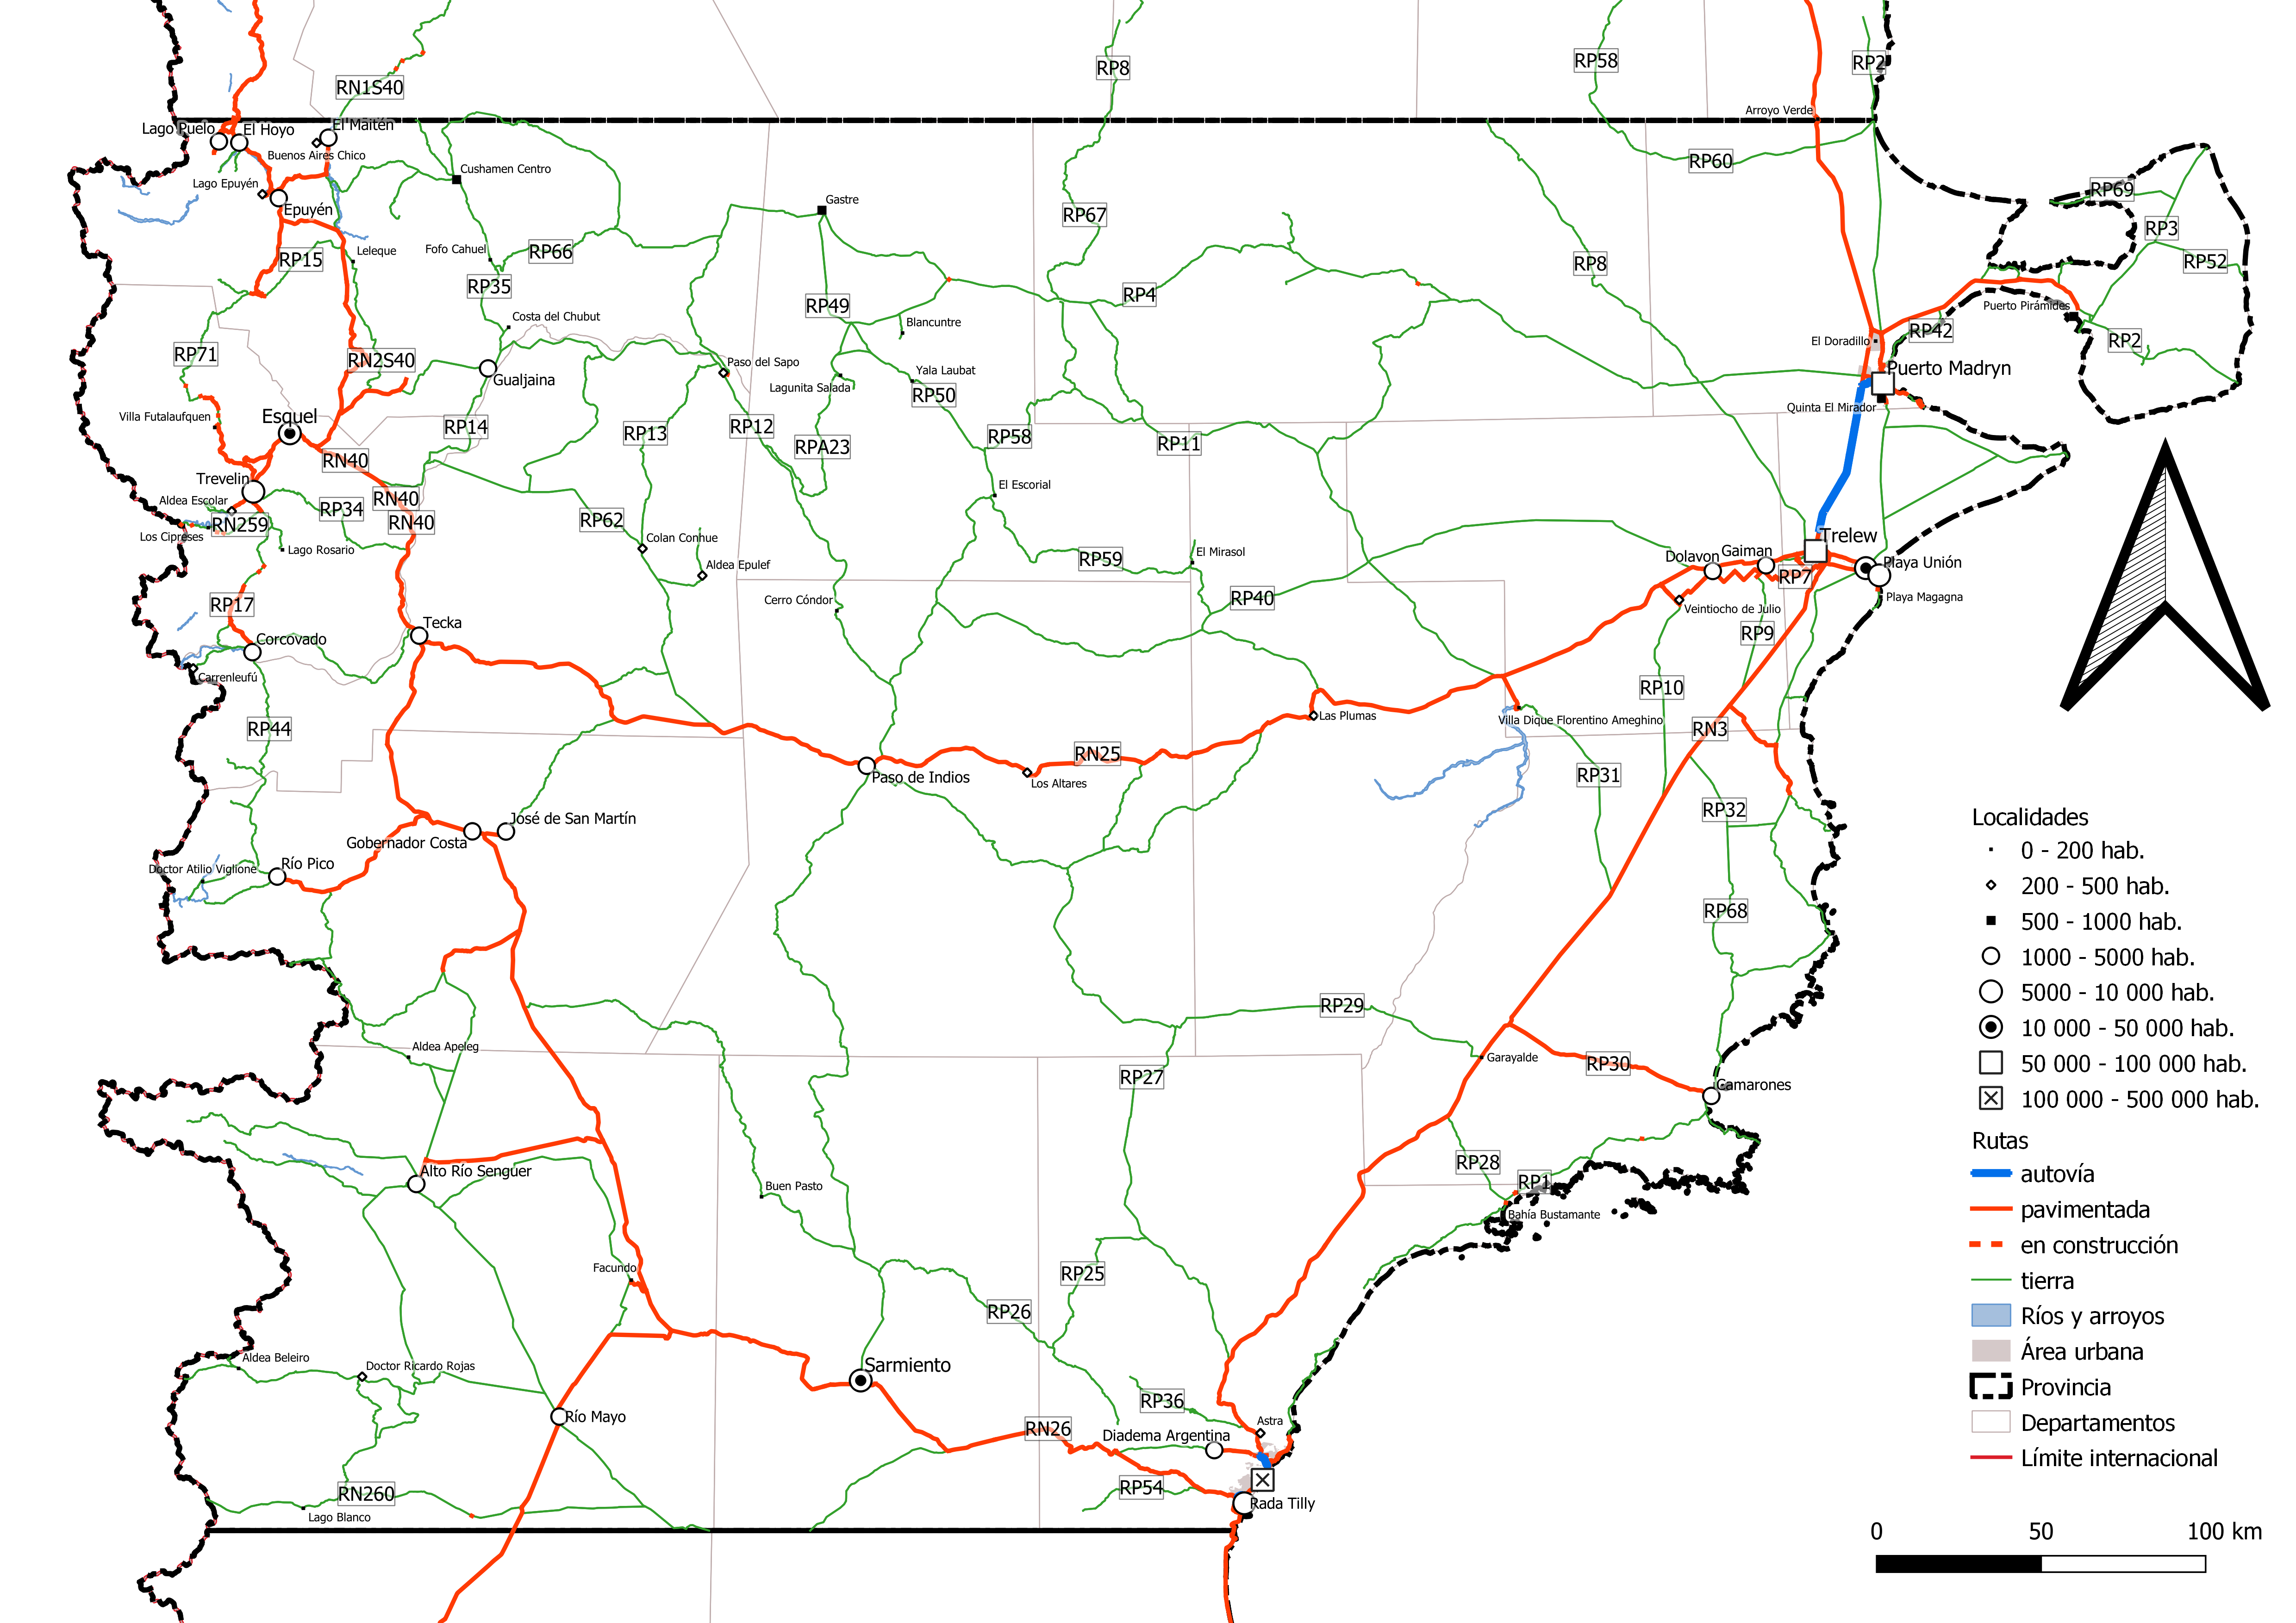 RP8
RP58
RP2
RN1S40
Arroyo Verde
Lago Puelo
El Hoyo
El Maitén
Buenos Aires Chico
RP60
Cushamen Centro
Lago Epuyén
Epuyén
RP69
Gastre
RP67
RP3
Leleque
Fofo Cahuel
RP66
RP15
RP8
RP52
RP35
RP4
RP49
Puerto Pirámides
Costa del Chubut
Blancuntre
RP42
El Doradillo
RP2
RP71
RN2S40
Paso del Sapo
Puerto Madryn
Gualjaina
Lagunita Salada
Yala Laubat
RP50
Quinta El Mirador
Villa Futalaufquen
Esquel
RP14
RP13
RP12
RPA23
RP58
RP11
RN40
Trevelin
El Escorial
Aldea Escolar
RN40
RP34
RN259
RN40
RP62
Los Cipreses
Lago Rosario
Colan Conhue
Trelew
El Mirasol
RP59
Dolavon
Gaiman
Playa Unión
Aldea Epulef
RP7
Cerro Cóndor
RP40
Playa Magagna
Veintiocho de Julio
RP17
Tecka
RP9
Corcovado
Carrenleufú
RP10
Las Plumas
Villa Dique Florentino Ameghino
RP44
RN3
RN25
Paso de Indios
Los Altares
RP31
RP32
José de San Martín
Gobernador Costa
Río Pico
Doctor Atilio Viglione
RP68
RP29
Aldea Apeleg
Garayalde
RP30
RP27
Camarones
Alto Río Senguer
RP28
RP1
Buen Pasto
Bahía Bustamante
Facundo
RP25
RP26
Aldea Beleiro
Doctor Ricardo Rojas
Sarmiento
RP36
Río Mayo
Astra
RN26
Diadema Argentina
RP54
RN260
Rada Tilly
Lago Blanco
Localidades
0 - 200 hab.
200 - 500 hab.
500 - 1000 hab.
1000 - 5000 hab.
5000 - 10 000 hab.
10 000 - 50 000 hab.
50 000 - 100 000 hab.
100 000 - 500 000 hab.
Rutas
autovía
pavimentada
en construcción
tierra
Ríos y arroyos
Área urbana
Provincia
Departamentos
Límite internacional
0 50 100 km